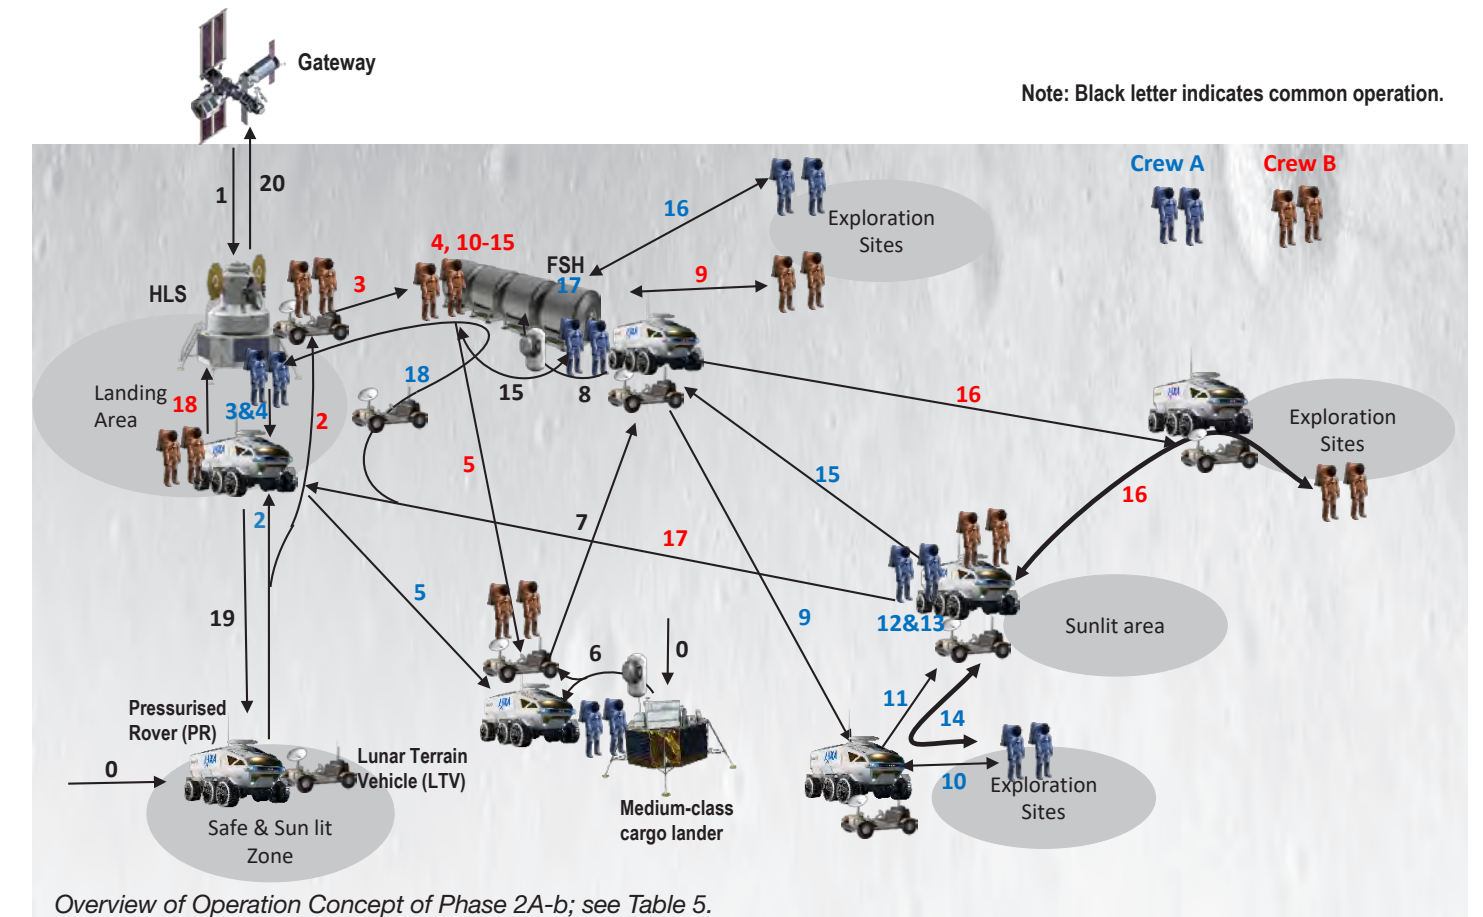 Gateway
Note: Black letter indicates common operation.
Crew A
Crew B
1
20
16
Exploration
Sites
4, 10-15
FSH
17
9
HLS
3
Landing
Area
18
3&4
2
18
15
8
16
Exploration
Sites
5
15
16
2
7
17
19
5
9
12&13
Sunlit area
6
0
11
14
Pressurised
Rover (PR)
Lunar Terrain
Vehicle (LTV)
0
10
Exploration
Sites
Medium-class
cargo lander
Safe & Sun lit
Zone
Overview of Operation Concept of Phase 2A-b; see Table 5.